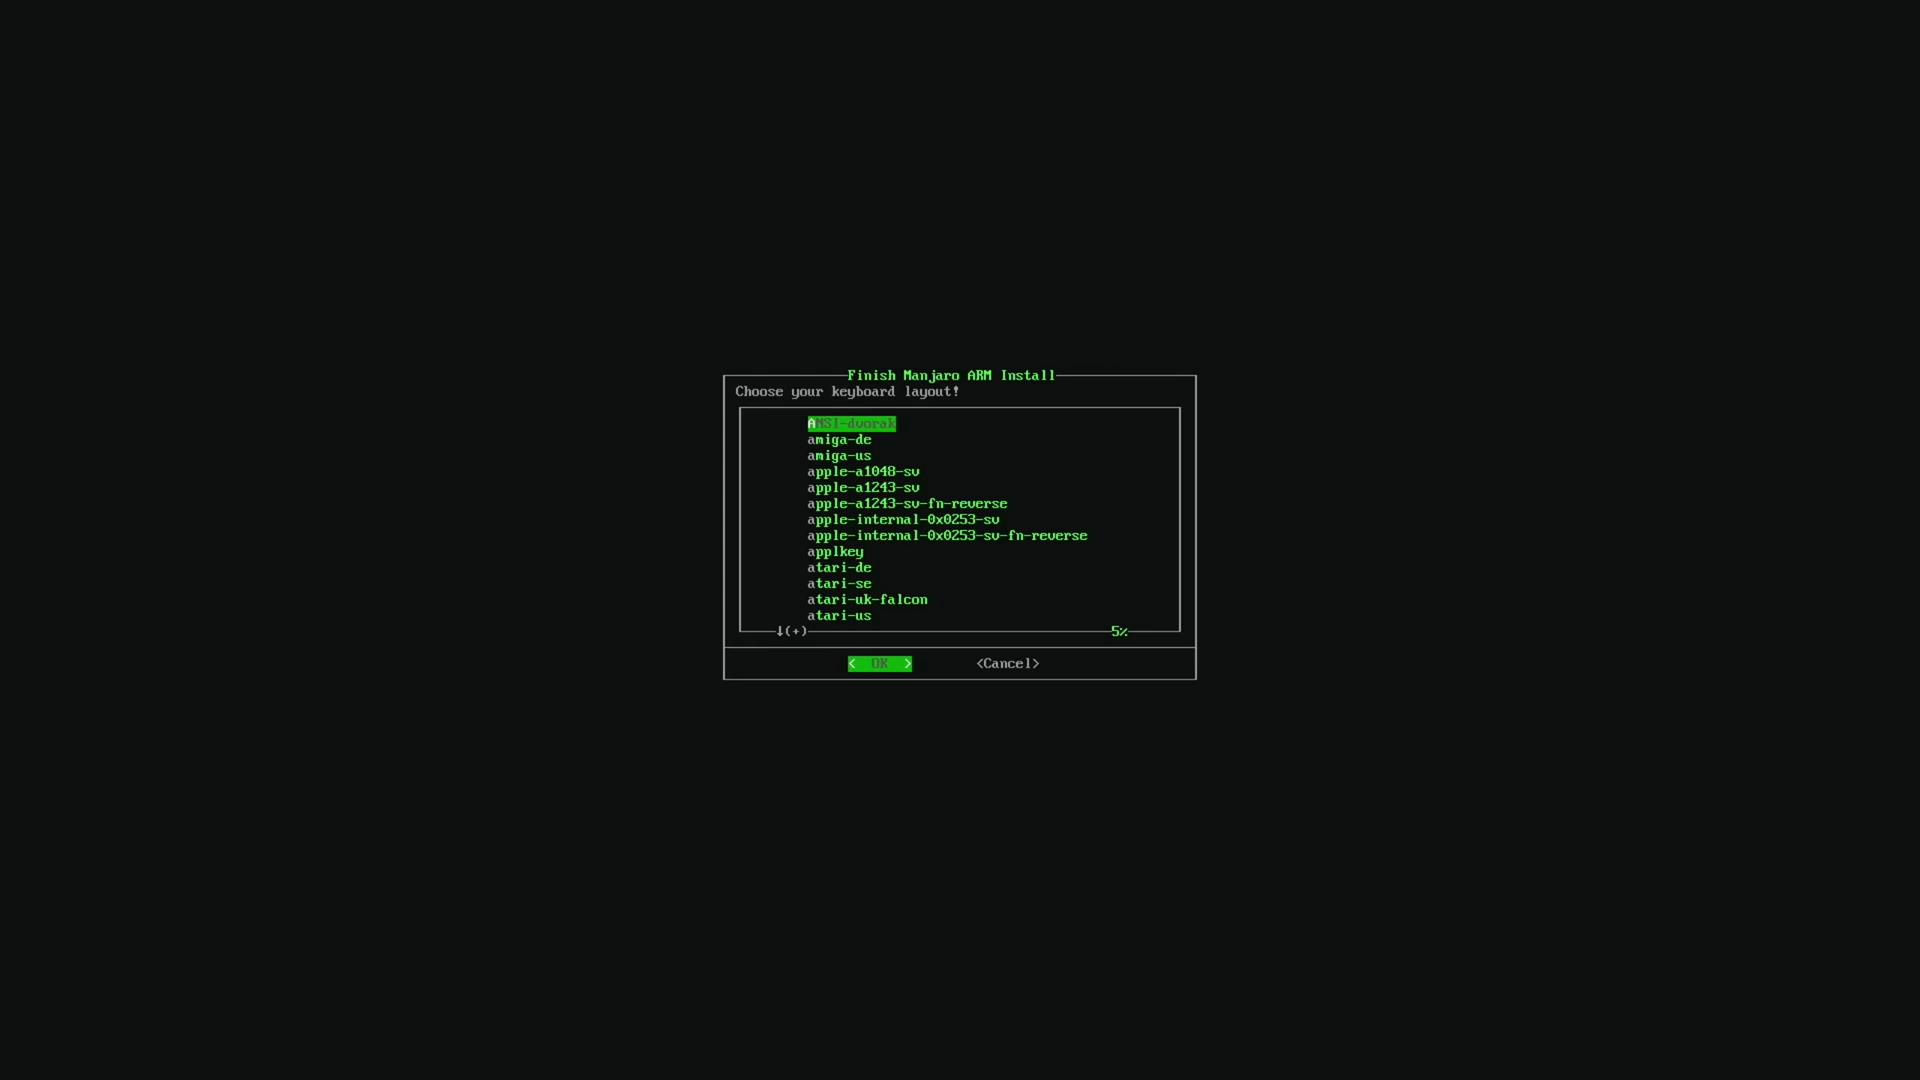 Finish Manjaro ARM Install
Choose your keyboard layout!
ANSI-dvorak
amiga-de
amiga-us
apple-a1048-sv
apple-a1243-sv
apple-a1243-sv-fn-reverse
apple-internal-0x0253-sv
apple-internal-0x0253-sv-fn-reverse
applkey
atari-de
atari-se
atari-uk-falcon
atari-us
↓(+) 5%
< OK > <Cancel>